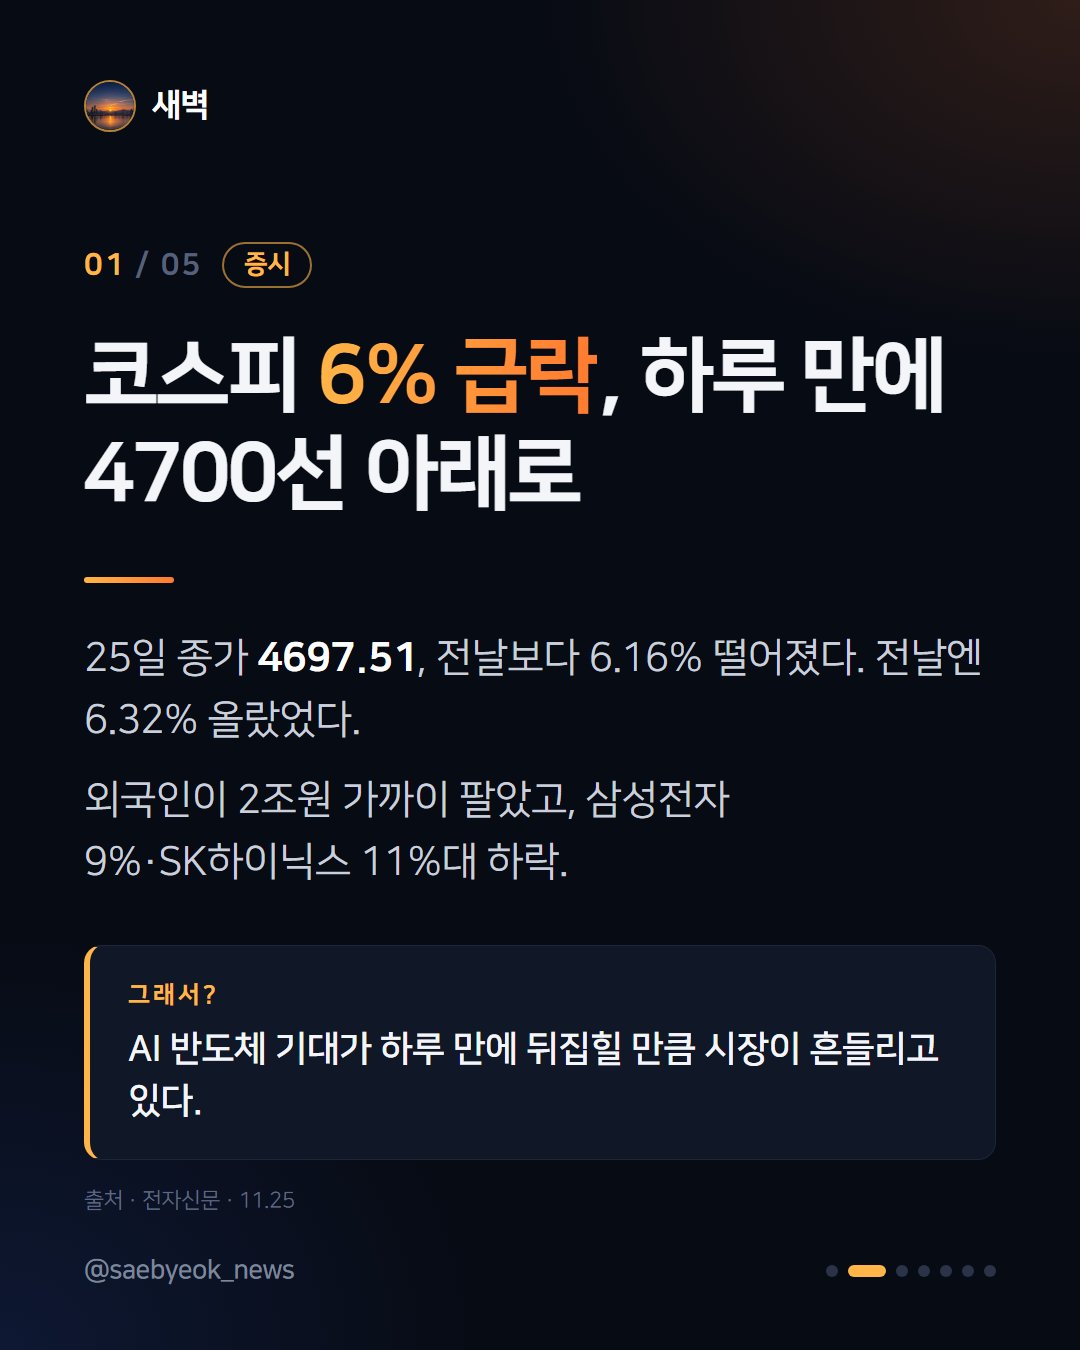 새벽
01 / 05 증시
코스피 6% 급락, 하루 만에
4700선 아래로
25일 종가 4697.51, 전날보다 6.16% 떨어졌다. 전날엔
6.32% 올랐었다.
외국인이 2조원 가까이 팔았고, 삼성전자
9%·SK하이닉스 11%대 하락.
그래서?
AI 반도체 기대가 하루 만에 뒤집힐 만큼 시장이 흔들리고
있다.
출처 · 전자신문 · 11.25
@saebyeok_news